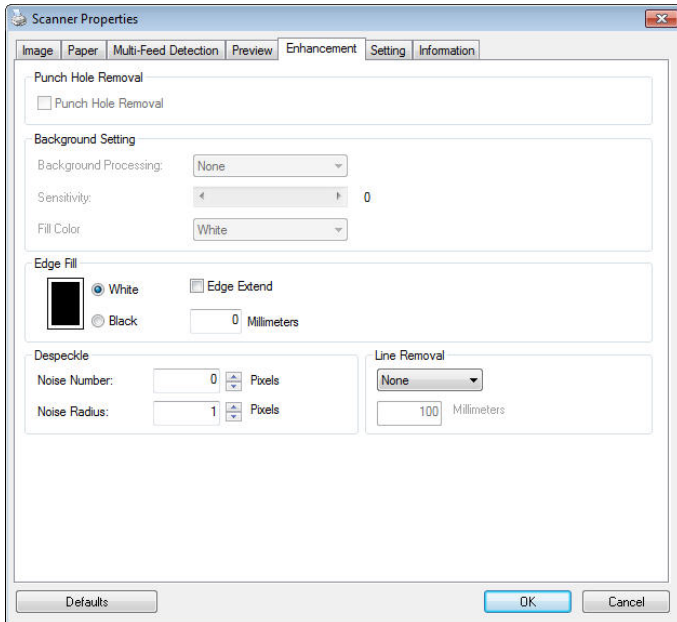 Scanner Properties
Image Paper Multi-Feed Detection Preview Enhancement Setting Information
Punch Hole Removal
Punch Hole Removal
Background Setting
Background Processing: None
Sensitivity: 0
Fill Color White
Edge Fill
White Edge Extend
Black 0 Millimeters
Despeckle Line Removal
Noise Number: 0 Pixels None
Noise Radius: 1 Pixels 100 Millimeters
Defaults OK Cancel